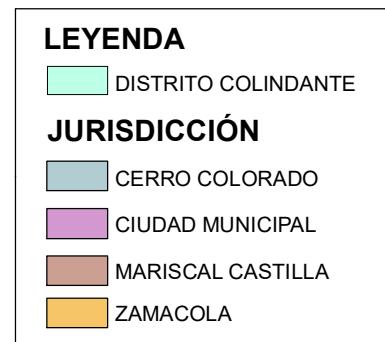 LEYENDA
DISTRITO COLINDANTE
JURISDICCIÓN
CERRO COLORADO
CIUDAD MUNICIPAL
MARISCAL CASTILLA
ZAMACOLA